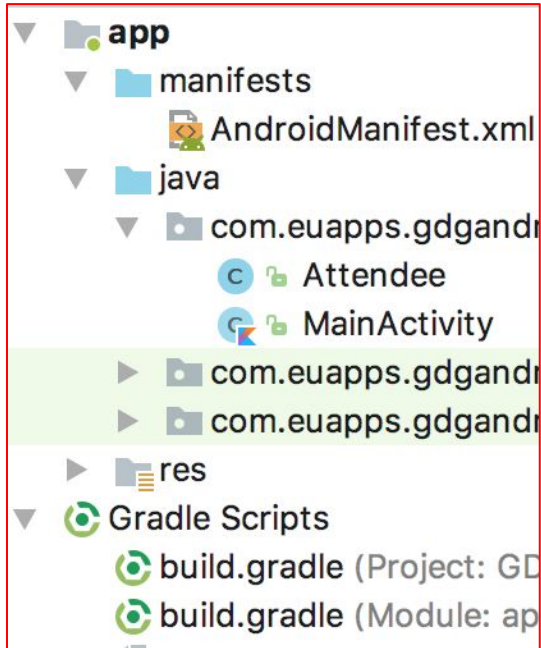 app
manifests
AndroidManifest.xml
java
com.euapps.gdgandr
C Attendee
C MainActivity
com.euapps.gdgandr
com.euapps.gdgandr
res
Gradle Scripts
build.gradle (Project: GD
build.gradle (Module: ap